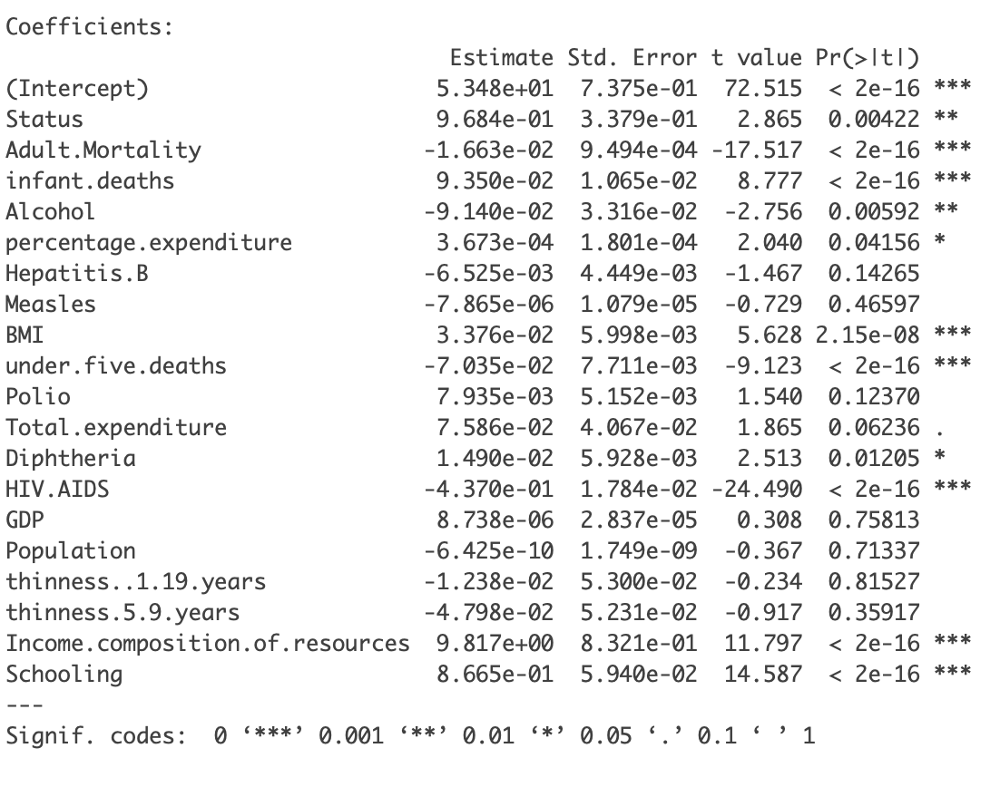 Coefficients:
Estimate Std. Error t value Pr(>|t|)
(Intercept) 5.348e+01 7.375e-01 72.515 < 2e-16 ***
Status 9.684e-01 3.379e-01 2.865 0.00422 **
Adult.Mortality -1.663e-02 9.494e-04 -17.517 < 2e-16 ***
infant.deaths 9.350e-02 1.065e-02 8.777 < 2e-16 ***
Alcohol -9.140e-02 3.316e-02 -2.756 0.00592 **
percentage.expenditure 3.673e-04 1.801e-04 2.040 0.04156 *
Hepatitis.B -6.525e-03 4.449e-03 -1.467 0.14265
Measles -7.865e-06 1.079e-05 -0.729 0.46597
BMI 3.376e-02 5.998e-03 5.628 2.15e-08 ***
under.five.deaths -7.035e-02 7.711e-03 -9.123 < 2e-16 ***
Polio 7.935e-03 5.152e-03 1.540 0.12370
Total.expenditure 7.586e-02 4.067e-02 1.865 0.06236 .
Diphtheria 1.490e-02 5.928e-03 2.513 0.01205 *
HIV.AIDS -4.370e-01 1.784e-02 -24.490 < 2e-16 ***
GDP 8.738e-06 2.837e-05 0.308 0.75813
Population -6.425e-10 1.749e-09 -0.367 0.71337
thinness..1.19.years -1.238e-02 5.300e-02 -0.234 0.81527
thinness.5.9.years -4.798e-02 5.231e-02 -0.917 0.35917
Income.composition.of.resources 9.817e+00 8.321e-01 11.797 < 2e-16 ***
Schooling 8.665e-01 5.940e-02 14.587 < 2e-16 ***
---
Signif. codes: 0 ‘***’ 0.001 ‘**’ 0.01 ‘*’ 0.05 ‘.’ 0.1 ‘ ’ 1